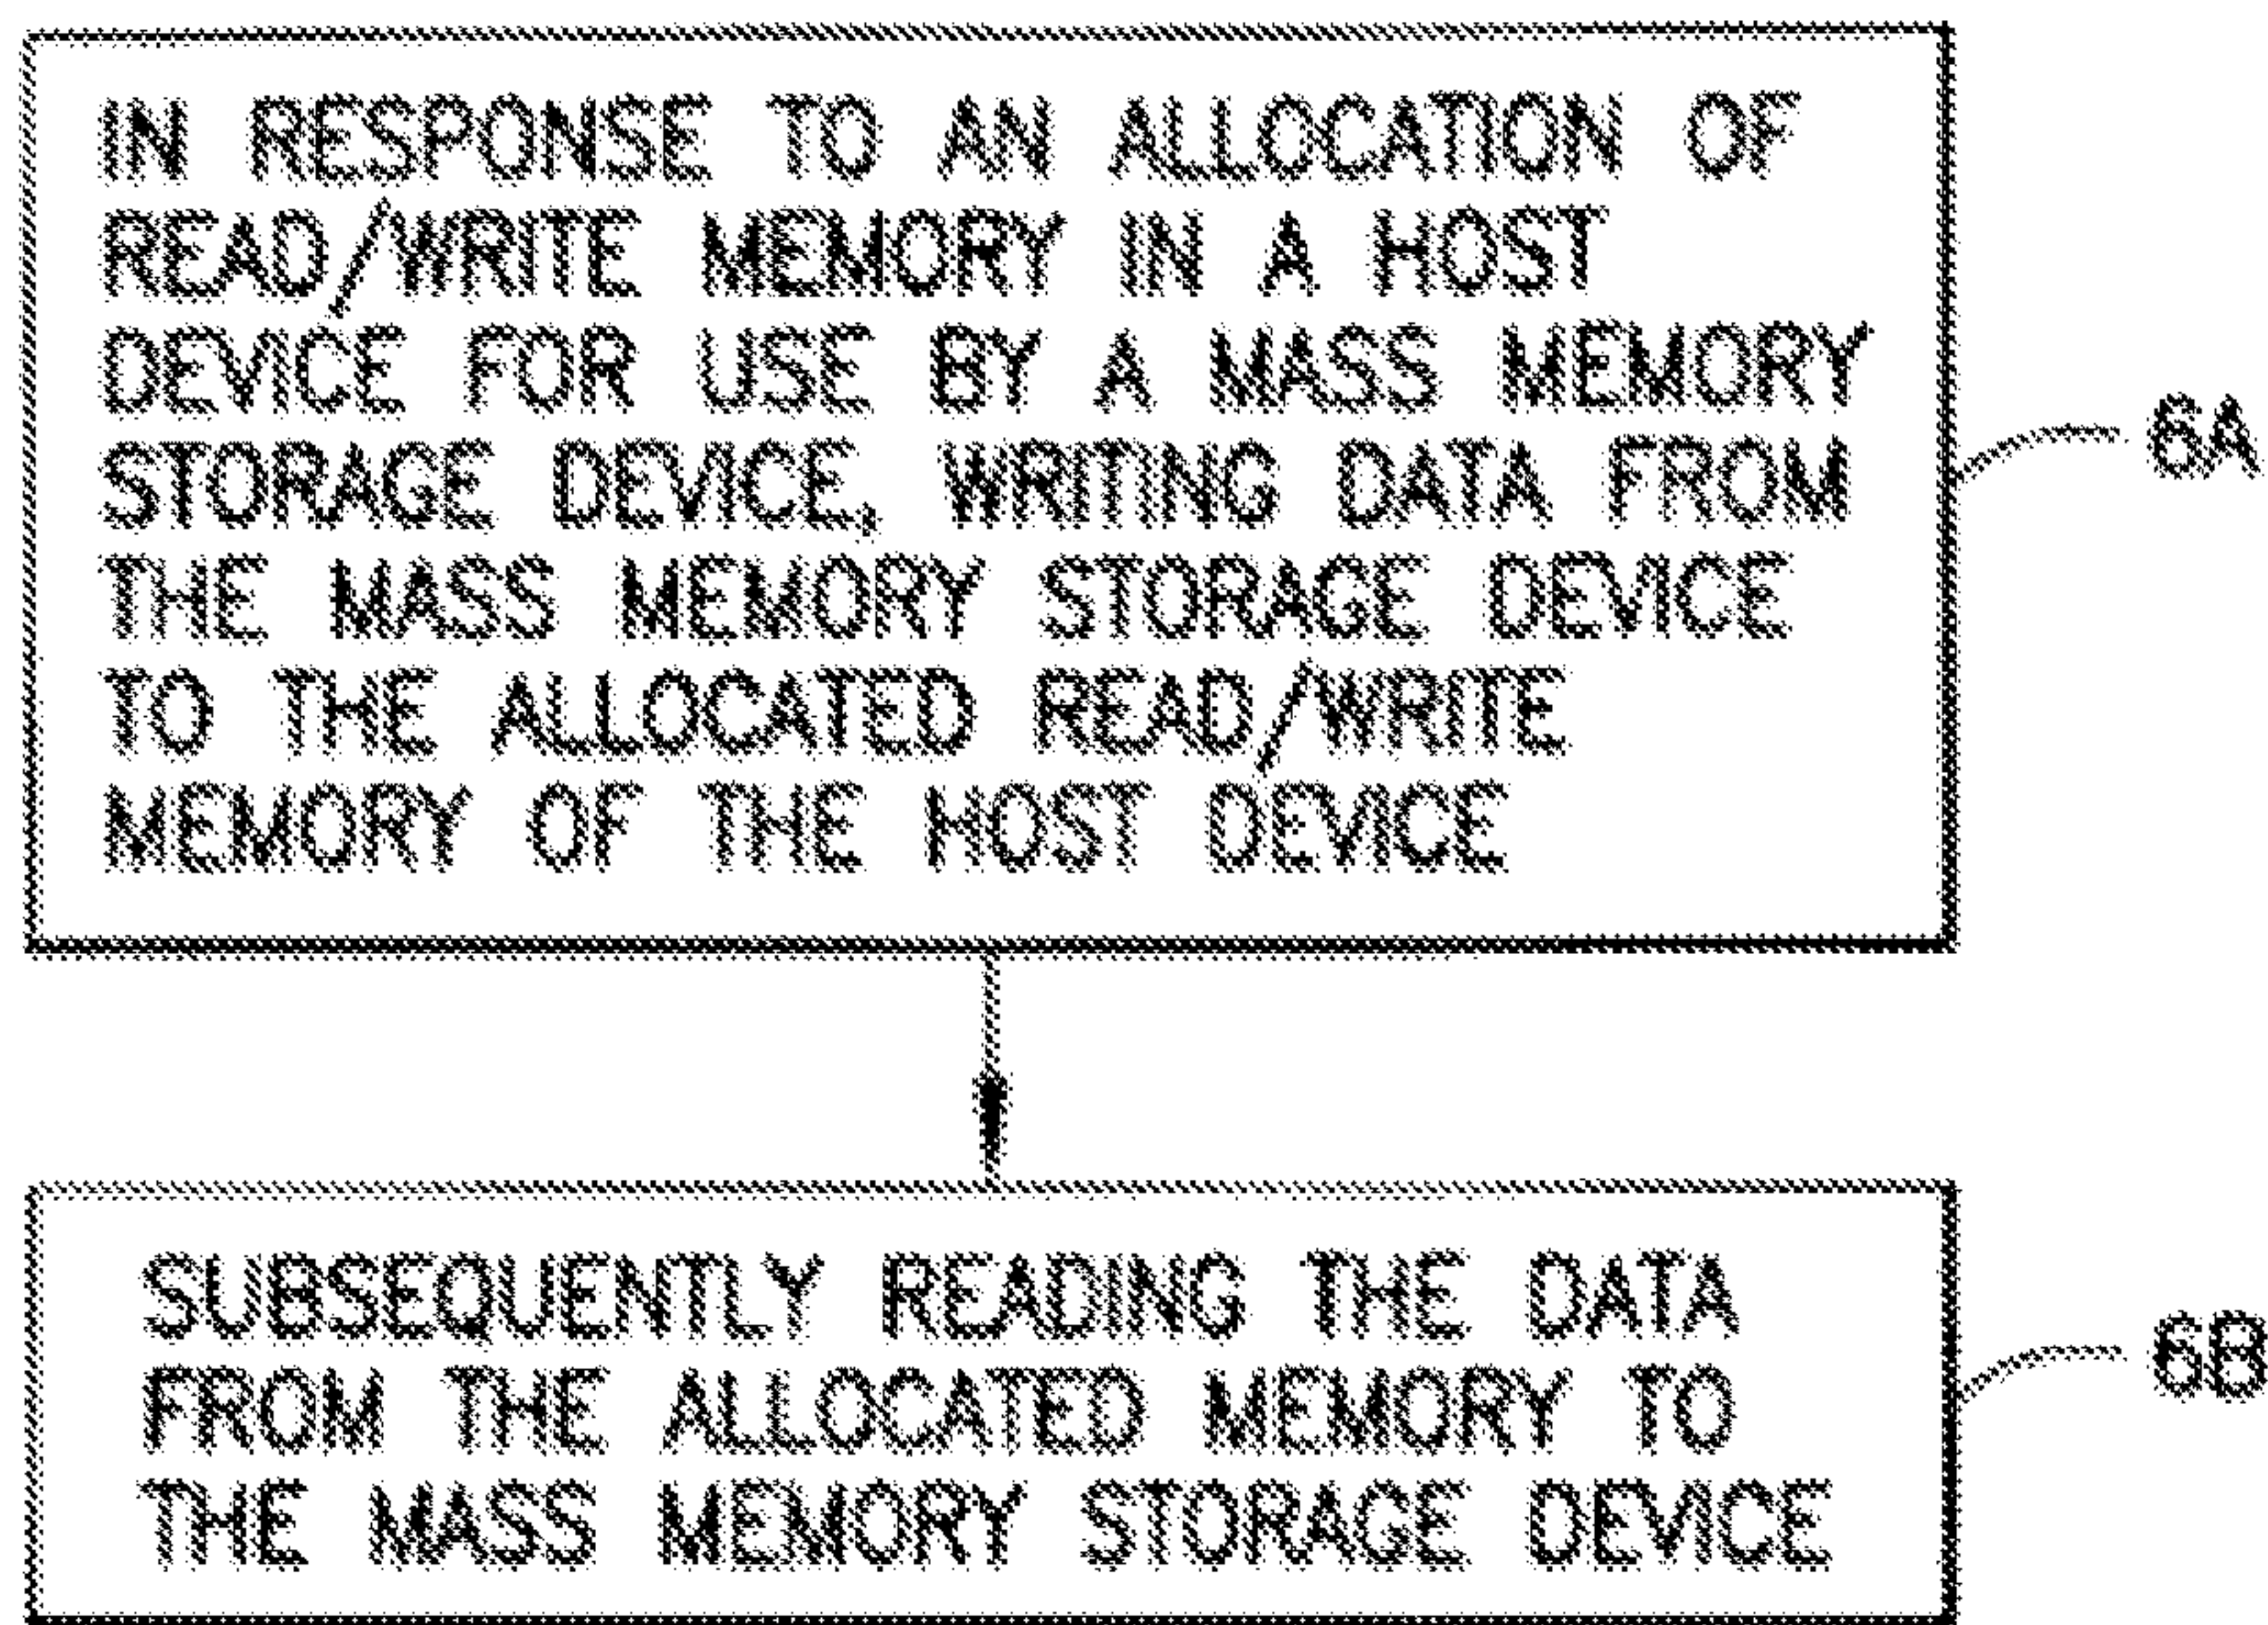 IN RESPONSE TO AN ALLOCATION OF
READ/WRITE MEMORY IN A HOST
DEVICE FOR USE BY A MASS MEMORY
STORAGE DEVICE, WRITING DATA FROM
THE MASS MEMORY STORAGE DEVICE
TO THE ALLOCATED READ/WRITE
MEMORY OF THE HOST DEVICE
6A
SUBSEQUENTLY READING THE DATA
FROM THE ALLOCATED MEMORY TO
THE MASS MEMORY STORAGE DEVICE
6B